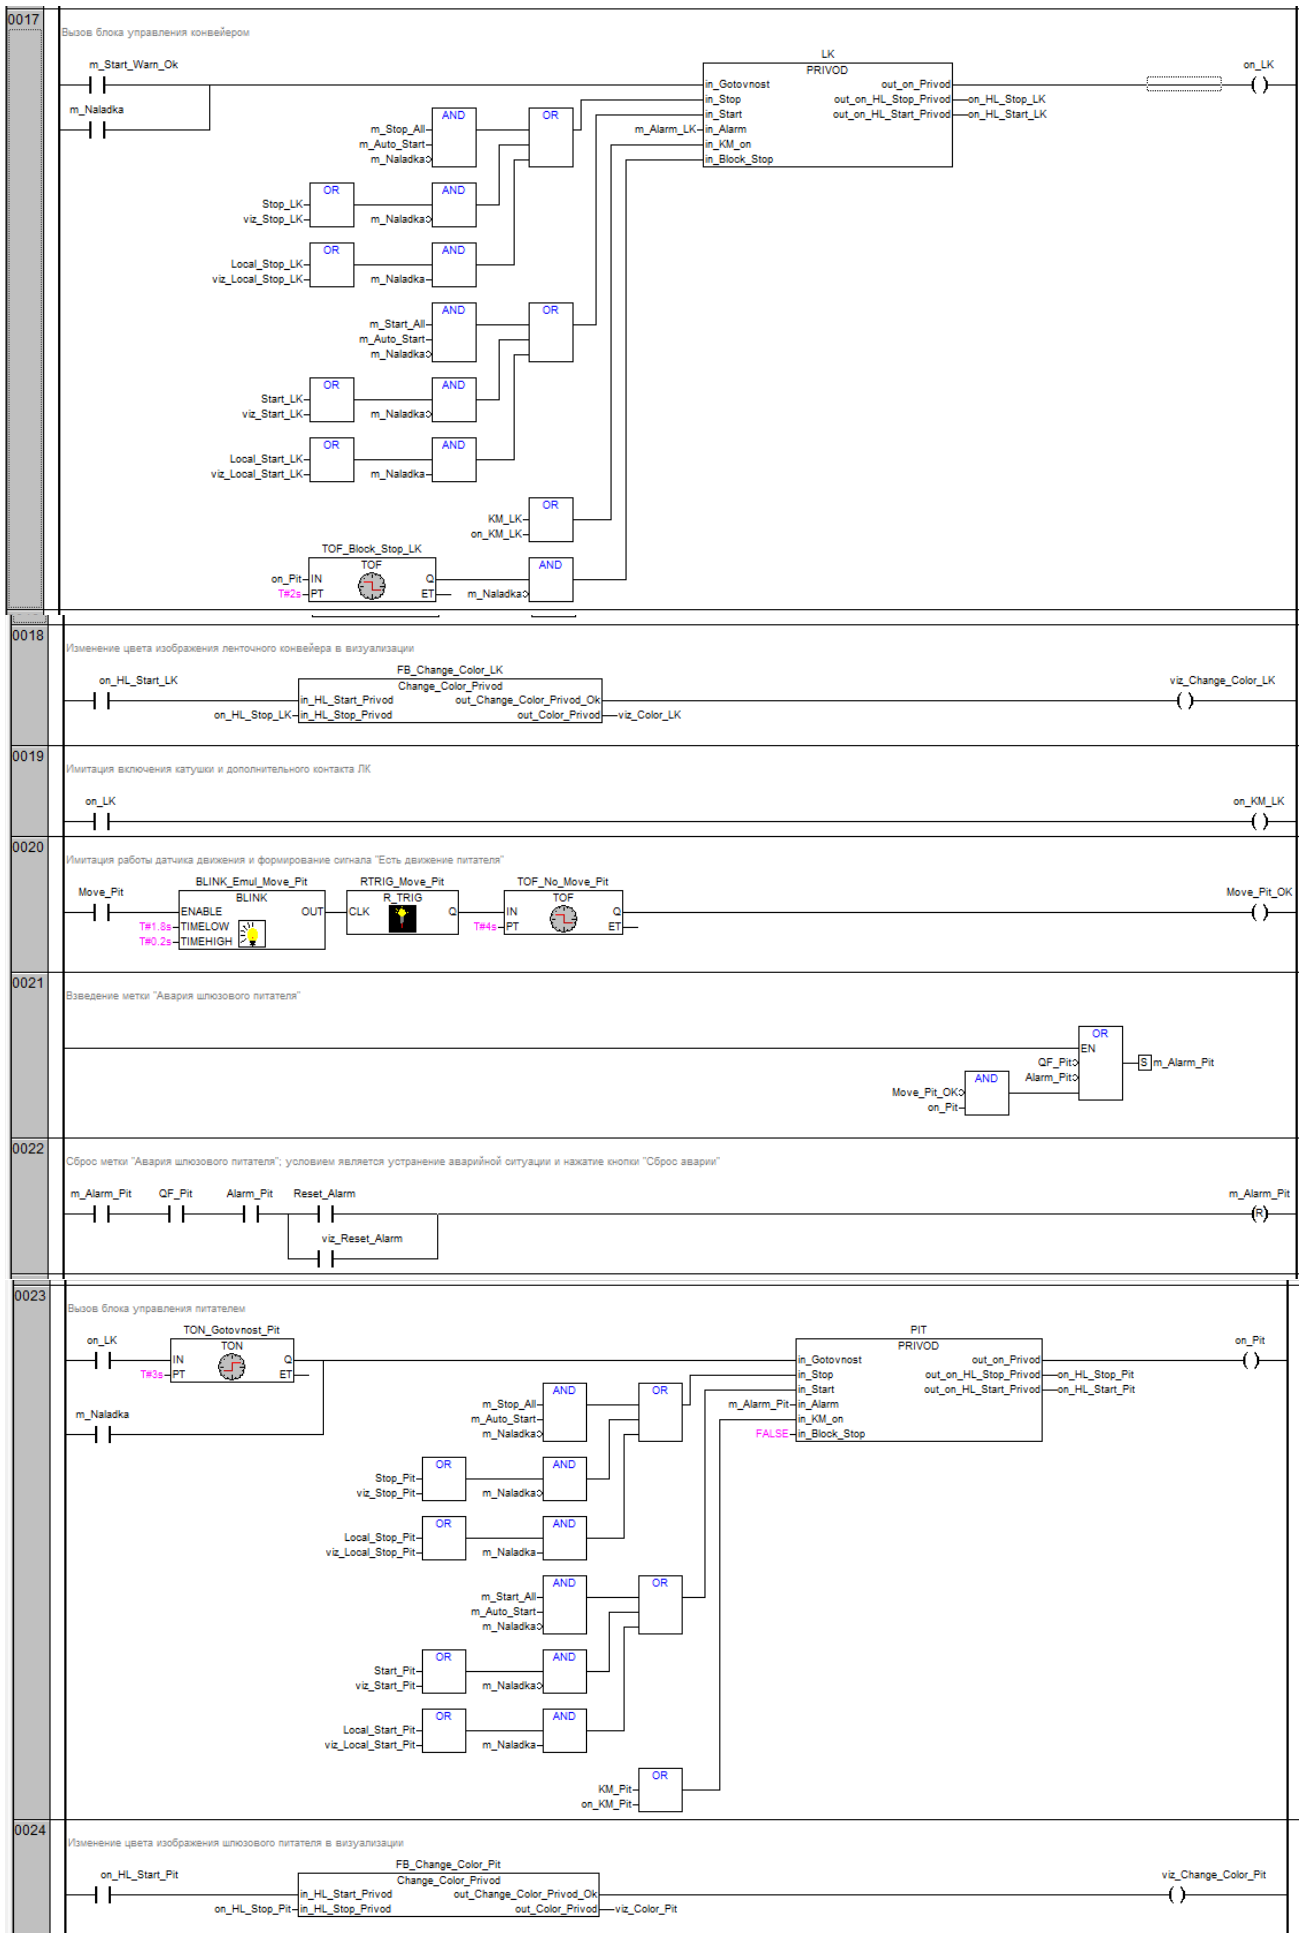 0017
Вызов блока управления конвейером
m_Start_Warn_Ok
m_Naladka
LK
PRIVOD
in_Gotovnost out_on_Privod
in_Stop out_on_HL_Stop_Privod on_HL_Stop_LK
in_Start out_on_HL_Start_Privod on_HL_Start_LK
m_Alarm_LK in_Alarm
in_KM_on
in_Block_Stop
on_LK
AND OR
m_Stop_All
m_Auto_Start
m_Naladka
OR AND
Stop_LK
viz_Stop_LK m_Naladka
OR AND
Local_Stop_LK
viz_Local_Stop_LK m_Naladka
AND OR
m_Start_All
m_Auto_Start
m_Naladka
OR AND
Start_LK
viz_Start_LK m_Naladka
OR AND
Local_Start_LK
viz_Local_Start_LK m_Naladka
OR
KM_LK
on_KM_LK
TOF_Block_Stop_LK
TOF AND
on_Pit IN Q
T#2s PT ET m_Naladka
0018
Изменение цвета изображения ленточного конвейера в визуализации
FB_Change_Color_LK
on_HL_Start_LK Change_Color_Privod viz_Change_Color_LK
in_HL_Start_Privod out_Change_Color_Privod_Ok
on_HL_Stop_LK in_HL_Stop_Privod out_Color_Privod viz_Color_LK
0019
Имитация включения катушки и дополнительного контакта ЛК
on_LK on_KM_LK
0020
Имитация работы датчика движения и формирование сигнала "Есть движение питателя"
Move_Pit BLINK_Emul_Move_Pit RTRIG_Move_Pit TOF_No_Move_Pit Move_Pit_OK
BLINK R_TRIG TOF
ENABLE OUT CLK Q IN Q
T#1.8s TIMELOW T#4s PT ET
T#0.2s TIMEHIGH
0021
Взведение метки "Авария шлюзового питателя"
OR
EN
QF_Pit S m_Alarm_Pit
Alarm_Pit
AND
Move_Pit_OK
on_Pit
0022
Сброс метки "Авария шлюзового питателя"; условием является устранение аварийной ситуации и нажатие кнопки "Сброс аварии"
m_Alarm_Pit QF_Pit Alarm_Pit Reset_Alarm m_Alarm_Pit
R
viz_Reset_Alarm
0023
Вызов блока управления питателем
TON_Gotovnost_Pit
on_LK TON
IN Q
T#3s PT ET
m_Naladka
PIT
PRIVOD
in_Gotovnost out_on_Privod
in_Stop out_on_HL_Stop_Privod on_HL_Stop_Pit
in_Start out_on_HL_Start_Privod on_HL_Start_Pit
m_Alarm_Pit in_Alarm
in_KM_on
FALSE in_Block_Stop
on_Pit
AND OR
m_Stop_All
m_Auto_Start
m_Naladka
OR AND
Stop_Pit
viz_Stop_Pit m_Naladka
OR AND
Local_Stop_Pit
viz_Local_Stop_Pit m_Naladka
AND OR
m_Start_All
m_Auto_Start
m_Naladka
OR AND
Start_Pit
viz_Start_Pit m_Naladka
OR AND
Local_Start_Pit
viz_Local_Start_Pit m_Naladka
OR
KM_Pit
on_KM_Pit
0024
Изменение цвета изображения шлюзового питателя в визуализации
FB_Change_Color_Pit
on_HL_Start_Pit Change_Color_Privod viz_Change_Color_Pit
in_HL_Start_Privod out_Change_Color_Privod_Ok
on_HL_Stop_Pit in_HL_Stop_Privod out_Color_Privod viz_Color_Pit